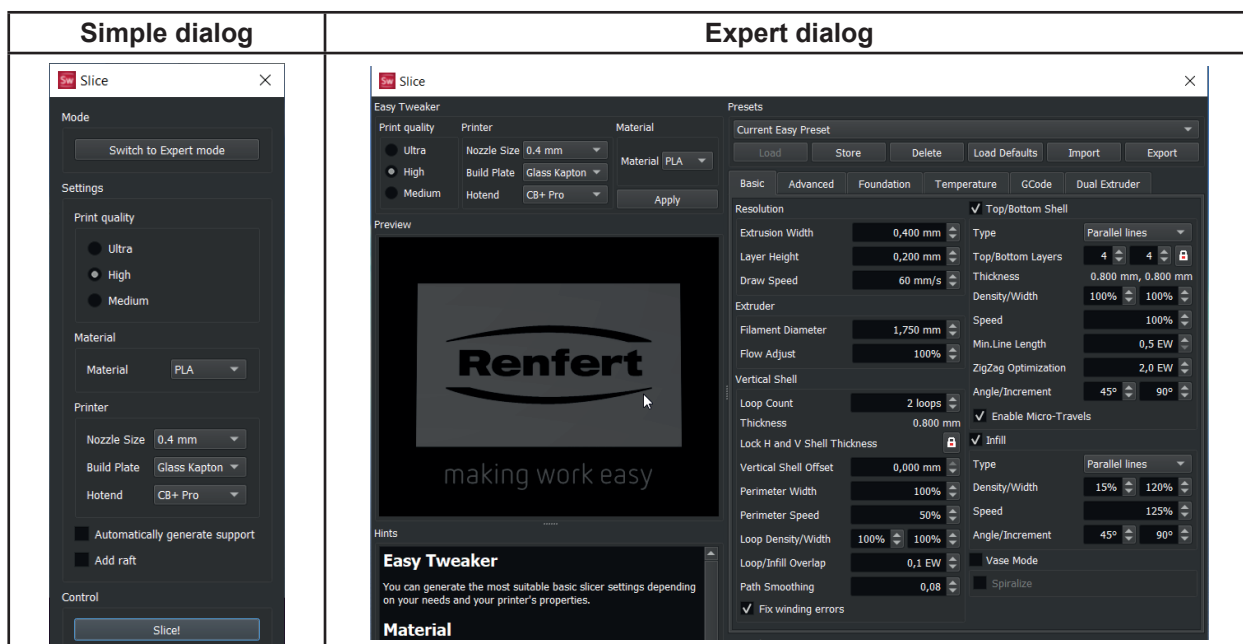 Simple dialog
Expert dialog
Sw Slice
Mode
Switch to Expert mode
Settings
Print quality
Ultra
High
Medium
Material
Material PLA
Printer
Nozzle Size 0.4 mm
Build Plate Glass Kapton
Hotend CB+ Pro
Automatically generate support
Add raft
Control
Slice!
Sw Slice
Easy Tweaker
Print quality Printer Material
Ultra Nozzle Size 0.4 mm
High Build Plate Glass Kapton Material PLA
Medium Hotend CB+ Pro Apply
Preview
Renfert
making work easy
Hints
Easy Tweaker
You can generate the most suitable basic slicer settings depending
on your needs and your printer's properties.
Material
Presets
Current Easy Preset
Load Store Delete Load Defaults Import Export
Basic Advanced Foundation Temperature GCode Dual Extruder
Resolution
Extrusion Width 0,400 mm
Layer Height 0,200 mm
Draw Speed 60 mm/s
Extruder
Filament Diameter 1,750 mm
Flow Adjust 100%
Vertical Shell
Loop Count 2 loops
Thickness 0.800 mm
Lock H and V Shell Thickness
Vertical Shell Offset 0,000 mm
Perimeter Width 100%
Perimeter Speed 50%
Loop Density/Width 100% 100%
Loop/Infill Overlap 0,1 EW
Path Smoothing 0,08
Fix winding errors
Top/Bottom Shell
Type Parallel lines
Top/Bottom Layers 4 4
Thickness 0.800 mm, 0.800 mm
Density/Width 100% 100%
Speed 100%
Min.Line Length 0,5 EW
ZigZag Optimization 2,0 EW
Angle/Increment 45° 90°
Enable Micro-Travels
Infill
Type Parallel lines
Density/Width 15% 120%
Speed 125%
Angle/Increment 45° 90°
Vase Mode
Spiralize